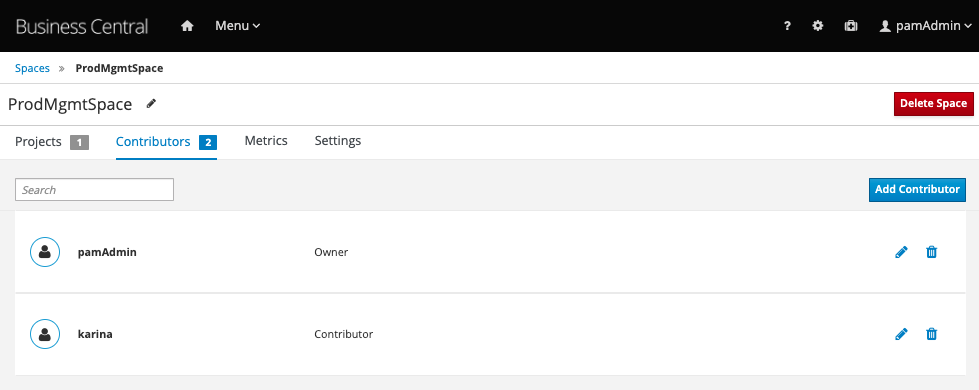 Business Central Menu ? pamAdmin
Spaces » ProdMgmtSpace
ProdMgmtSpace Delete Space
Projects 1 Contributors 2 Metrics Settings
Search Add Contributor
pamAdmin Owner
karina Contributor